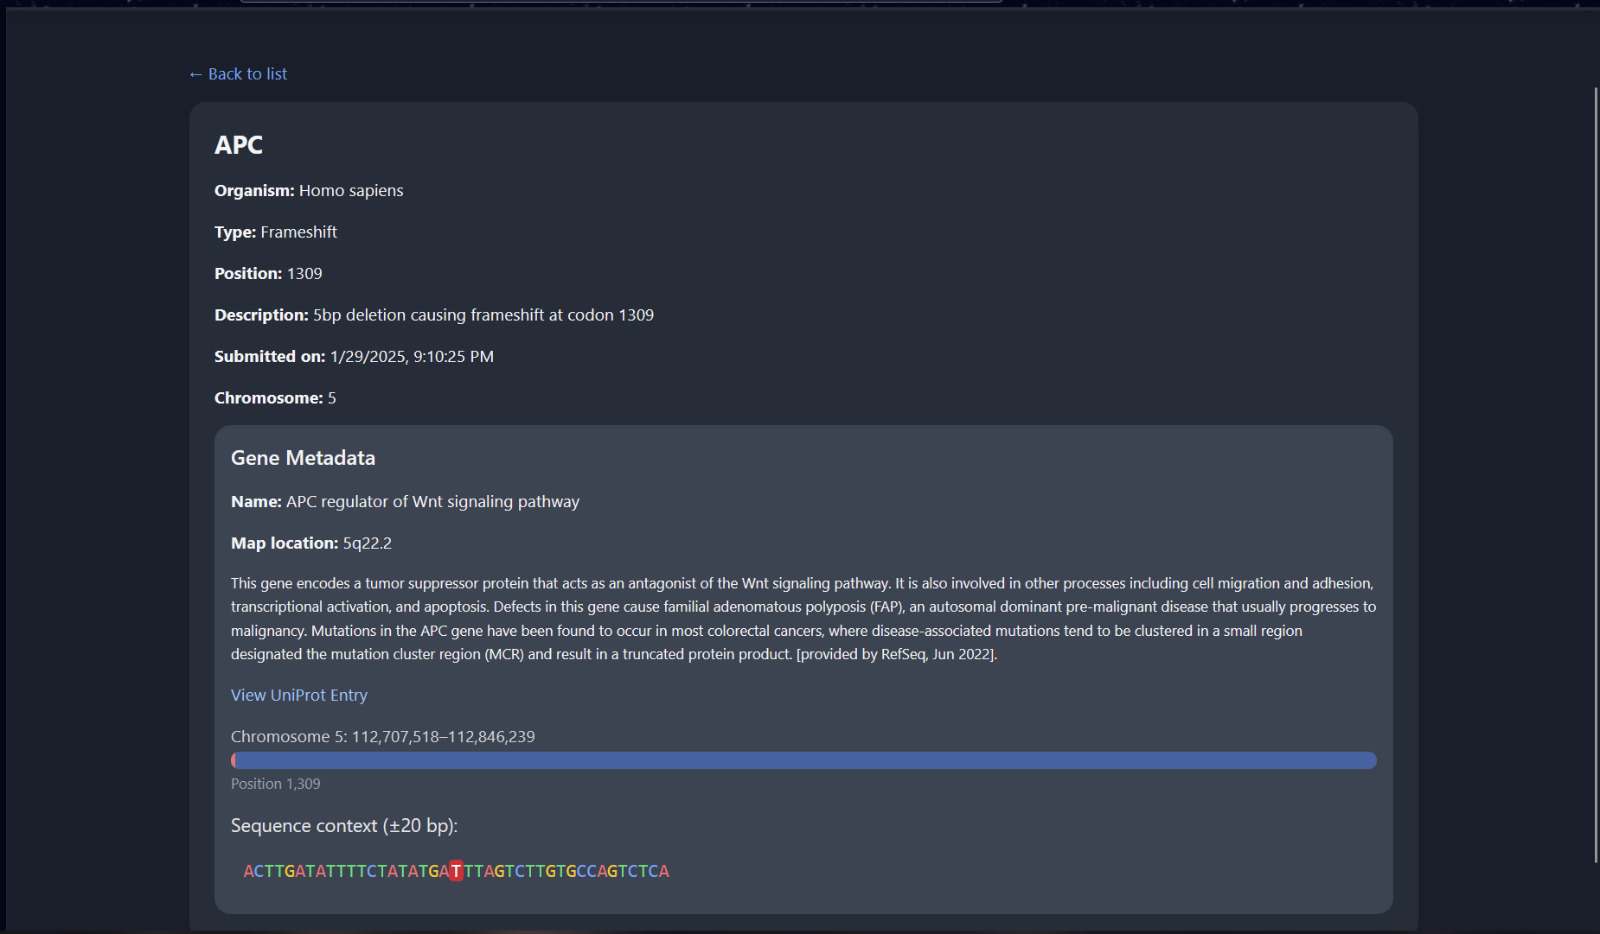 ← Back to list
APC
Organism: Homo sapiens
Type: Frameshift
Position: 1309
Description: 5bp deletion causing frameshift at codon 1309
Submitted on: 1/29/2025, 9:10:25 PM
Chromosome: 5
Gene Metadata
Name: APC regulator of Wnt signaling pathway
Map location: 5q22.2
This gene encodes a tumor suppressor protein that acts as an antagonist of the Wnt signaling pathway. It is also involved in other processes including cell migration and adhesion,
transcriptional activation, and apoptosis. Defects in this gene cause familial adenomatous polyposis (FAP), an autosomal dominant pre-malignant disease that usually progresses to
malignancy. Mutations in the APC gene have been found to occur in most colorectal cancers, where disease-associated mutations tend to be clustered in a small region
designated the mutation cluster region (MCR) and result in a truncated protein product. [provided by RefSeq, Jun 2022].
View UniProt Entry
Chromosome 5: 112,707,518–112,846,239
Position 1,309
Sequence context (±20 bp):
ACTTGATATTTTCTATATGATTTAGTCTTGTGCCAGTCTCA